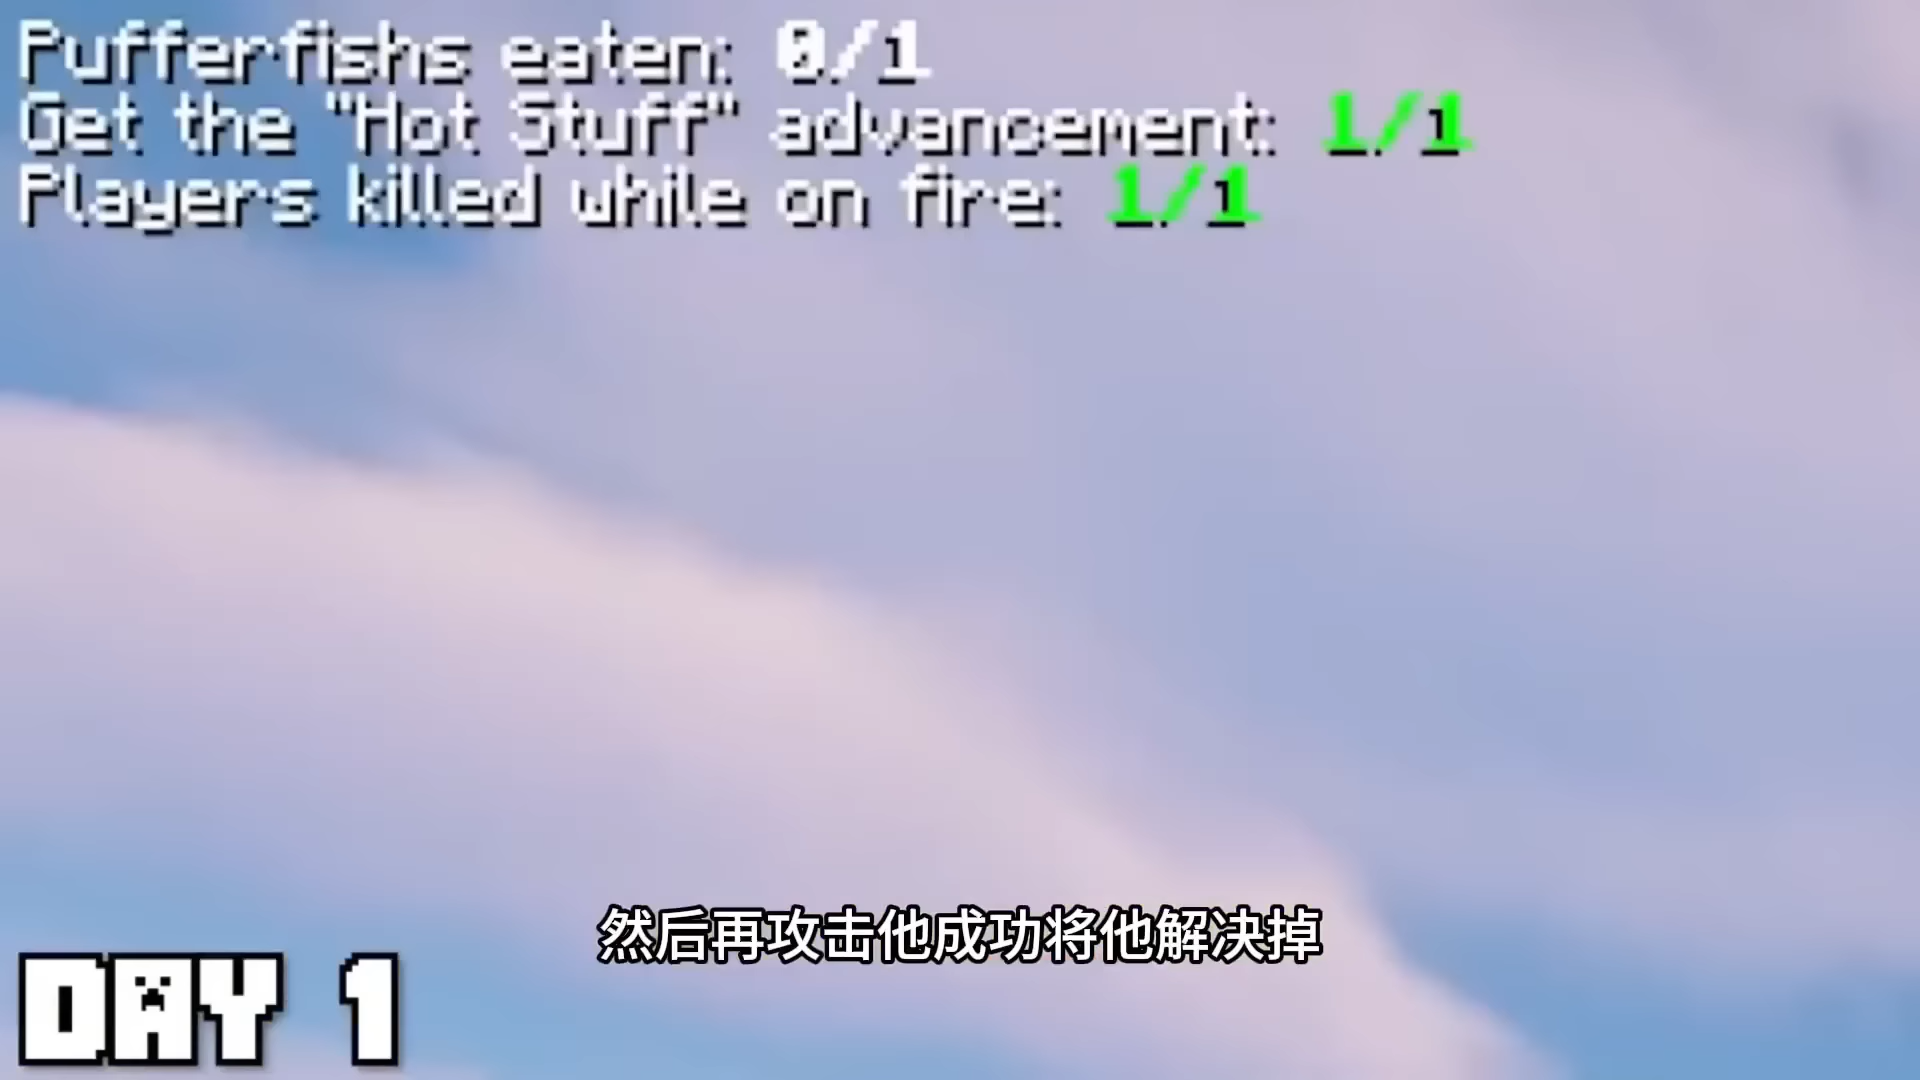 Pufferfishs eaten: 0/1
Get the "Hot Stuff" advancement: 1/1
Players killed while on fire: 1/1
然后再攻击他成功将他解决掉
DAY 1